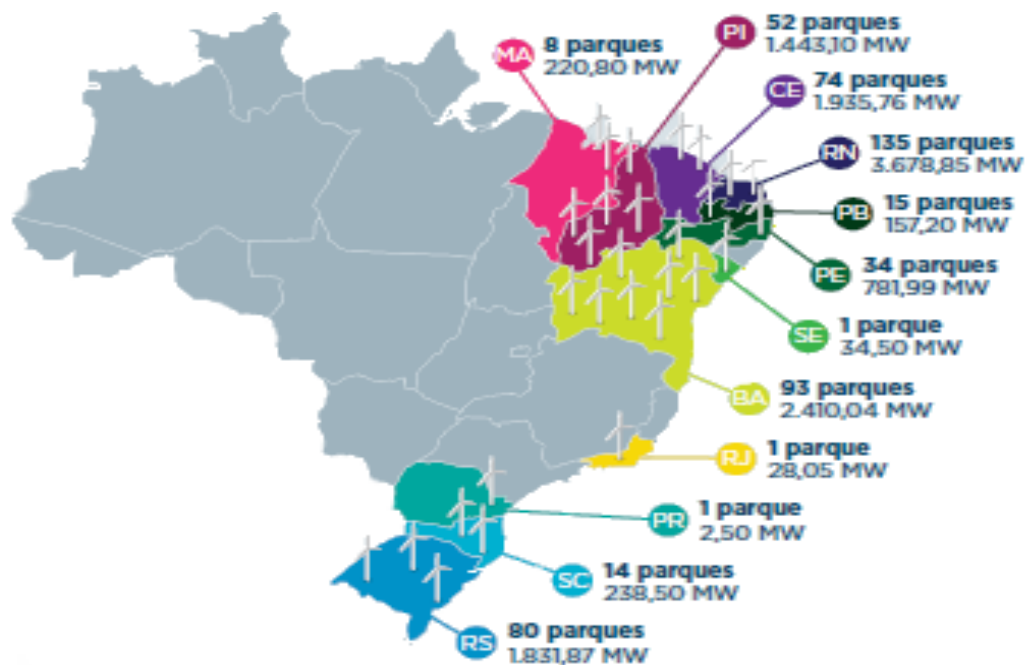 MA
8 parques
220,80 MW
PI
52 parques
1.443,10 MW
CE
74 parques
1.935,76 MW
RN
135 parques
3.678,85 MW
PB
15 parques
157,20 MW
PE
34 parques
781,99 MW
SE
1 parque
34,50 MW
BA
93 parques
2.410,04 MW
RJ
1 parque
28,05 MW
PR
1 parque
2,50 MW
SC
14 parques
238,50 MW
RS
80 parques
1.831,87 MW